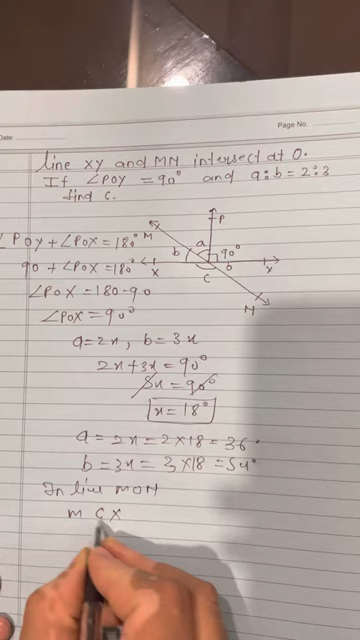 Date:
Page No.
line xy and MN intersect at O.
If ∠POY = 90° and a:b = 2:3
find c.
P
M
a
90°
b
X
O
Y
c
N
∠POY + ∠POX = 180°
90 + ∠POX = 180°
∠POX = 180-90
∠POX = 90°
a=2x, b=3x
2x+3x = 90°
5x = 90°
x = 18°
a = 2x = 2×18 = 36°
b = 3x = 3×18 = 54°
In line MON
m c x